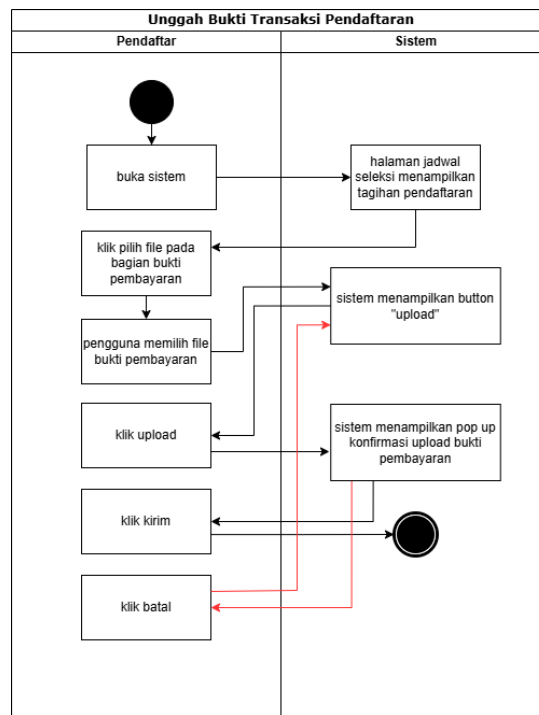 Unggah Bukti Transaksi Pendaftaran
Pendaftar
Sistem
buka sistem
halaman jadwal
seleksi menampilkan
tagihan pendaftaran
klik pilih file pada
bagian bukti
pembayaran
sistem menampilkan button
"upload"
pengguna memilih file
bukti pembayaran
klik upload
sistem menampilkan pop up
konfirmasi upload bukti
pembayaran
klik kirim
klik batal